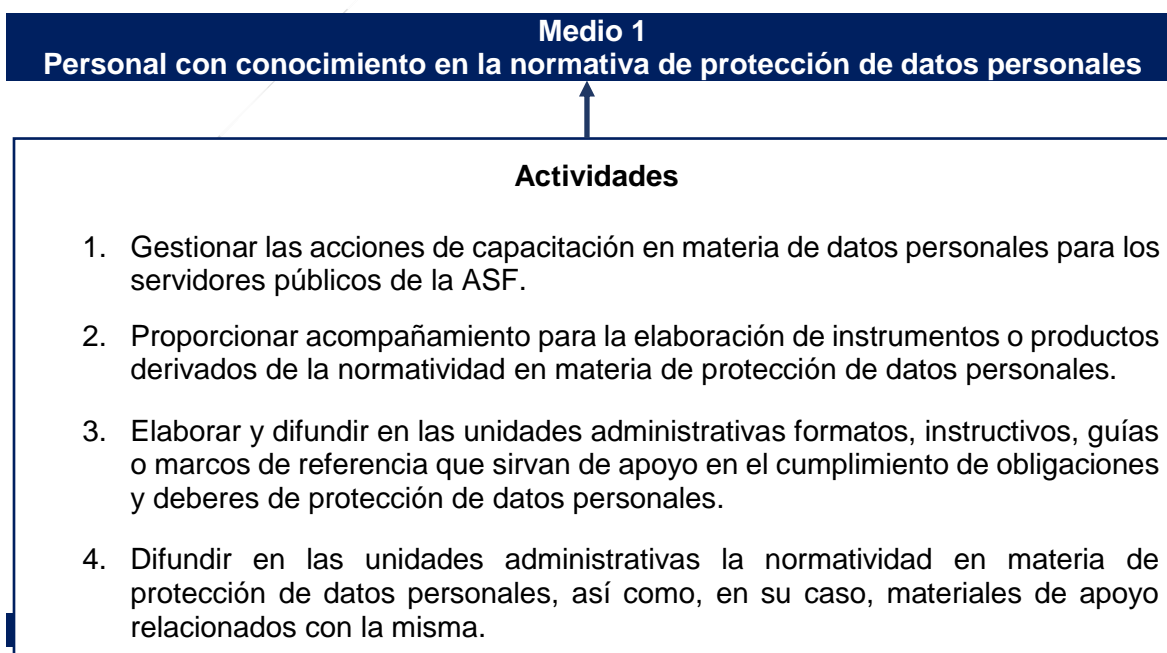 Medio 1
Personal con conocimiento en la normativa de protección de datos personales
Actividades
1. Gestionar las acciones de capacitación en materia de datos personales para los
servidores públicos de la ASF.
2. Proporcionar acompañamiento para la elaboración de instrumentos o productos
derivados de la normatividad en materia de protección de datos personales.
3. Elaborar y difundir en las unidades administrativas formatos, instructivos, guías
o marcos de referencia que sirvan de apoyo en el cumplimiento de obligaciones
y deberes de protección de datos personales.
4. Difundir en las unidades administrativas la normatividad en materia de
protección de datos personales, así como, en su caso, materiales de apoyo
relacionados con la misma.